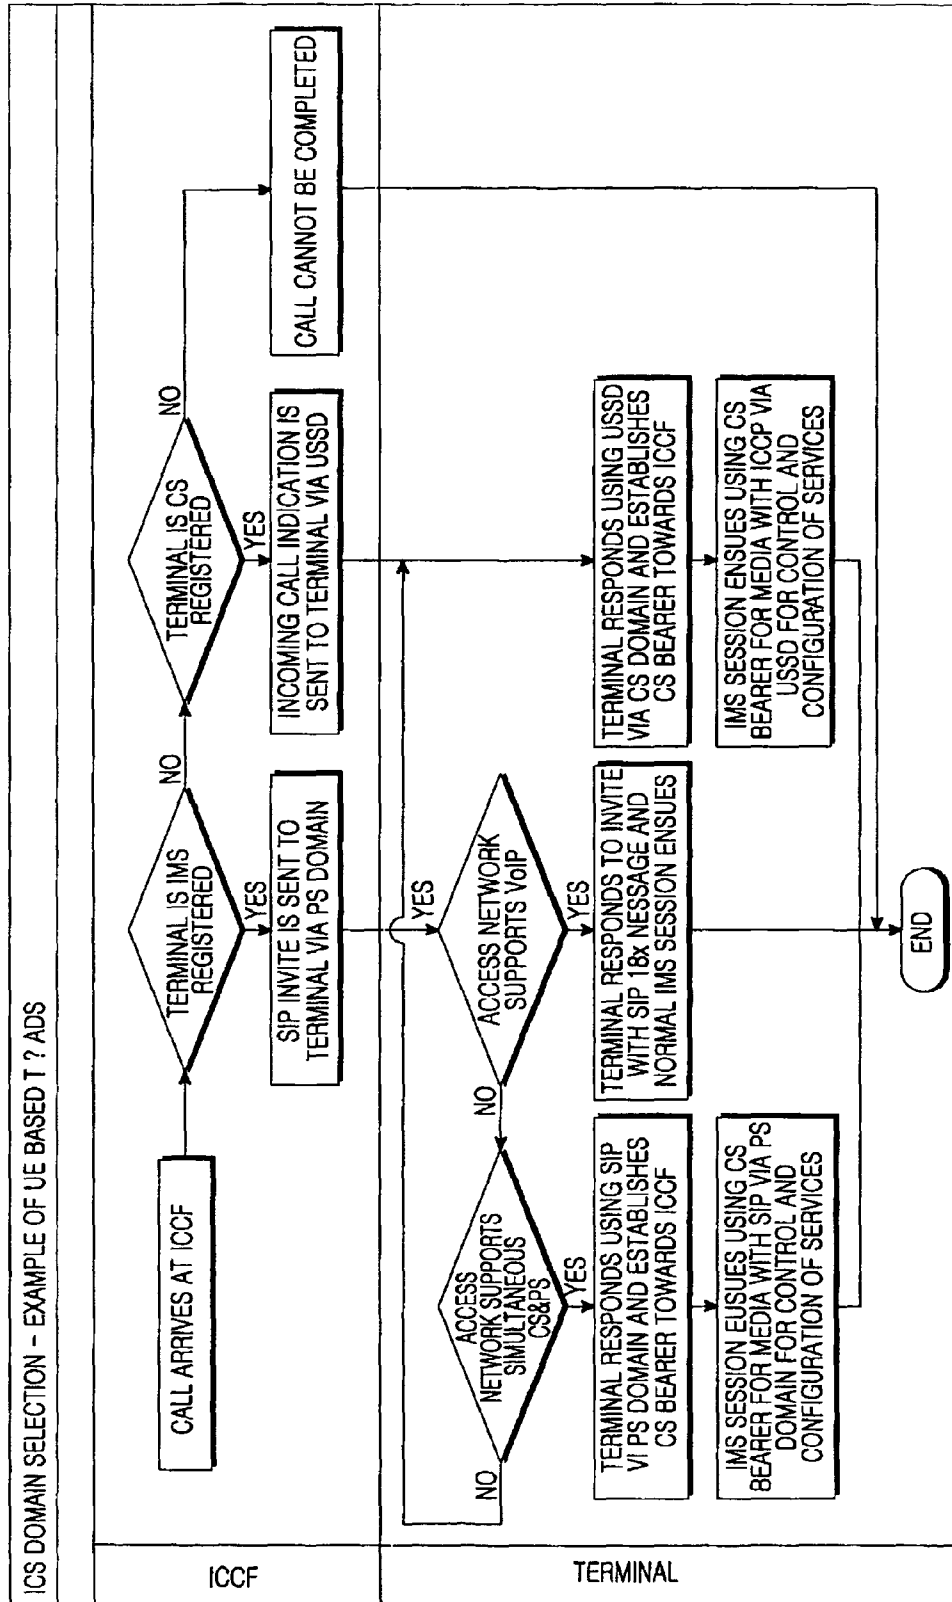 ICS DOMAIN SELECTION - EXAMPLE OF UE BASED T ? ADS
ICCF
CALL ARRIVES AT ICCF
TERMINAL IS IMS
REGISTERED
NO
YES
TERMINAL IS CS
REGISTERED
NO
YES
SIP INVITE IS SENT TO
TERMINAL VIA PS DOMAIN
INCOMING CALL INDICATION IS
SENT TO TERMINAL VIA USSD
CALL CANNOT BE COMPLETED
TERMINAL
YES
ACCESS NETWORK
SUPPORTS VoIP
NO
YES
ACCESS
NETWORK SUPPORTS
SIMULTANEOUS
CS&PS
NO
YES
TERMINAL RESPONDS USING SIP
VI PS DOMAIN AND ESTABLISHES
CS BEARER TOWARDS ICCF
TERMINAL RESPONDS TO INVITE
WITH SIP 18x NESSAGE AND
NORMAL IMS SESSION ENSUES
TERMINAL RESPONDS USING USSD
VIA CS DOMAIN AND ESTABLISHES
CS BEARER TOWARDS ICCF
IMS SESSION EUSUES USING CS
BEARER FOR MEDIA WITH SIP VIA PS
DOMAIN FOR CONTROL AND
CONFIGURATION OF SERVICES
IMS SESSION ENSUES USING CS
BEARER FOR MEDIA WITH ICCP VIA
USSD FOR CONTROL AND
CONFIGURATION OF SERVICES
END